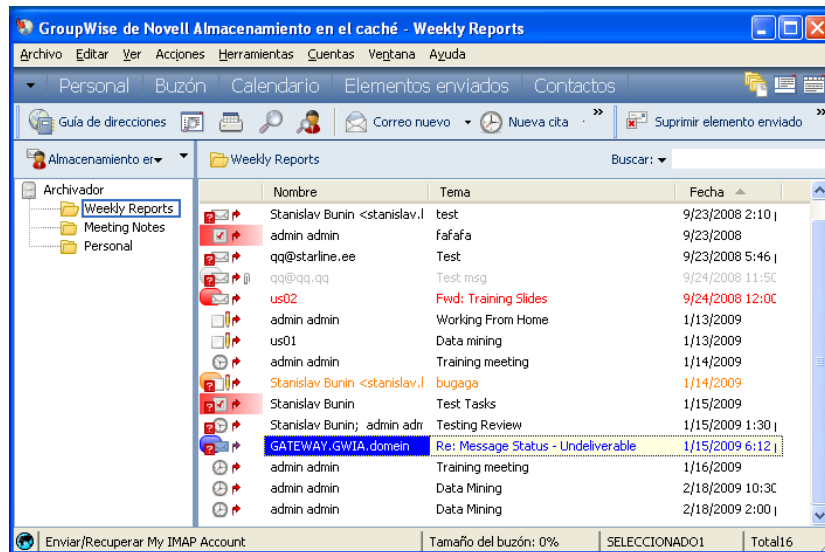 GroupWise de Novell Almacenamiento en el caché - Weekly Reports
Archivo Editar Ver Acciones Herramientas Cuentas Ventana Ayuda
Personal Buzón Calendario Elementos enviados Contactos
Guía de direcciones Correo nuevo Nueva cita » Suprimir elemento enviado »
Almacenamiento er Weekly Reports Buscar:
Archivador
Weekly Reports
Meeting Notes
Personal
Nombre Tema Fecha
Stanislav Bunin <stanislav.l test 9/23/2008 2:10 p
admin admin fafafa 9/23/2008
qq@starline.ee Test 9/23/2008 5:46 p
qq@qq.qq Test msg 9/24/2008 11:50
us02 Fwd: Training Slides 9/24/2008 12:00
admin admin Working From Home 1/13/2009
us01 Data mining 1/13/2009
admin admin Training meeting 1/14/2009
Stanislav Bunin <stanislav.l bugaga 1/14/2009
Stanislav Bunin Test Tasks 1/15/2009
Stanislav Bunin; admin adm Testing Review 1/15/2009 1:30 p
GATEWAY.GWIA.domein Re: Message Status - Undeliverable 1/15/2009 6:12 p
admin admin Training meeting 1/16/2009
admin admin Data Mining 2/18/2009 10:30
admin admin Data Mining 2/18/2009 2:00 p
Enviar/Recuperar My IMAP Account Tamaño del buzón: 0% SELECCIONADO1 Total16